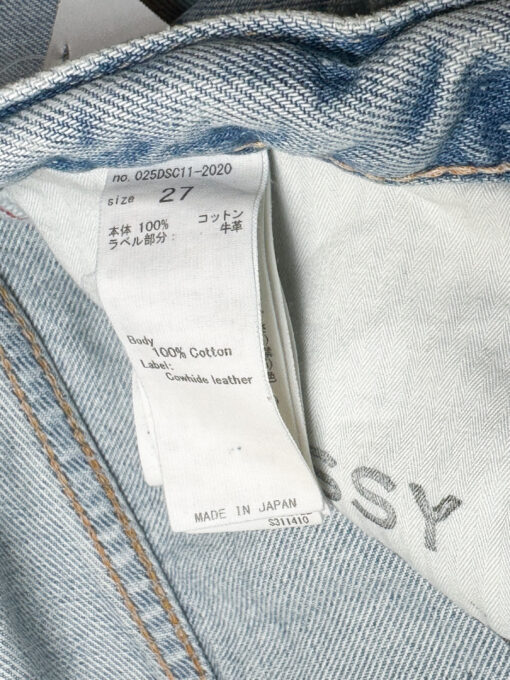 no. 025DSC11-2020
size 27
本体 100% コットン
ラベル部分: 牛革
Body
100% Cotton
Label:
Cowhide leather
MADE IN JAPAN
S311410
SSY